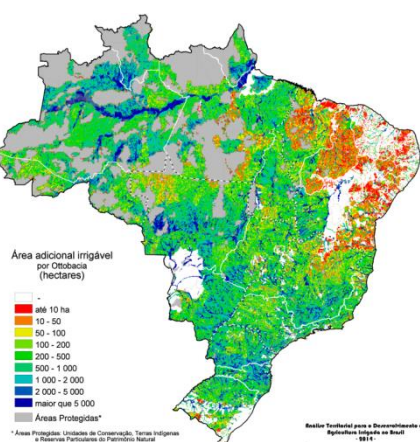 Área adicional irrigável
por Ottobacia
(hectares)
-
até 10 ha
10 - 50
50 - 100
100 - 200
200 - 500
500 - 1 000
1 000 - 2 000
2 000 - 5 000
maior que 5 000
Áreas Protegidas*
* Áreas Protegidas: Unidades de Conservação, Terras Indígenas
e Reservas Particulares do Patrimônio Natural
Análise Territorial para o Desenvolvimento
Agricultura Irrigada no Brasil
- 2014 -